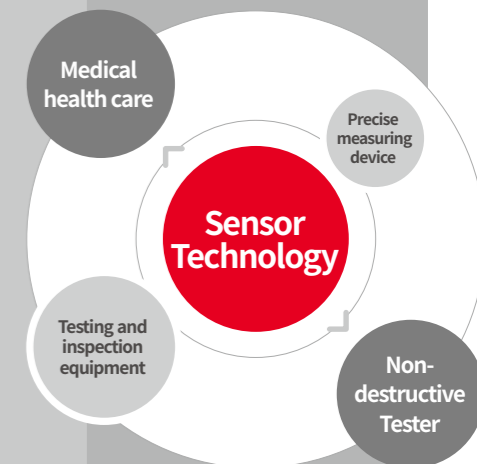 Medical
health care
Precise
measuring
device
Sensor
Technology
Testing and
inspection
equipment
Non-
destructive
Tester